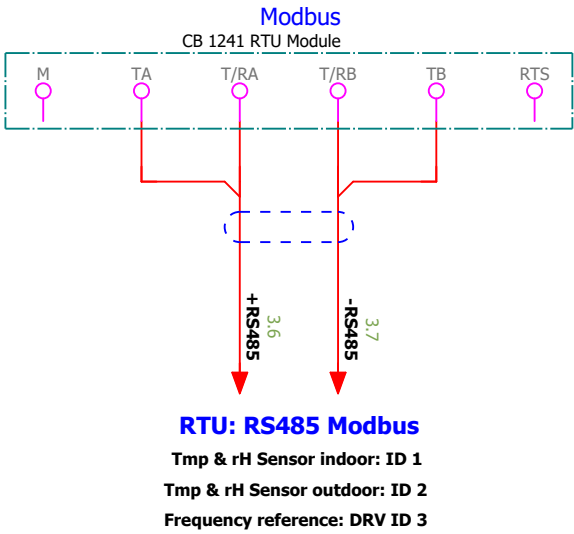 Modbus
CB 1241 RTU Module
M TA T/RA T/RB TB RTS
+RS485 3.6 -RS485 3.7
RTU: RS485 Modbus
Tmp & rH Sensor indoor: ID 1
Tmp & rH Sensor outdoor: ID 2
Frequency reference: DRV ID 3